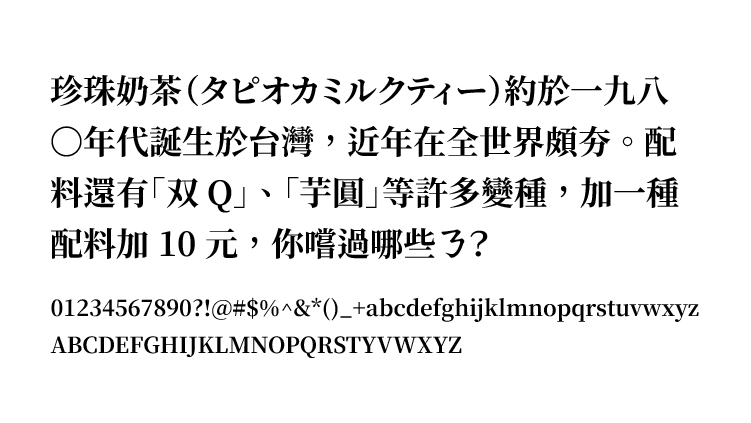 珍珠奶茶（タピオカミルクティー）約於一九八
〇年代誕生於台灣，近年在全世界頗夯。配
料還有「双 Q」、「芋圓」等許多變種，加一種
配料加 10 元，你嚐過哪些ㄋ？
01234567890?!@#$%^&*()_+abcdefghijklmnopqrstuvwxyz
ABCDEFGHIJKLMNOPQRSTYVWXYZ